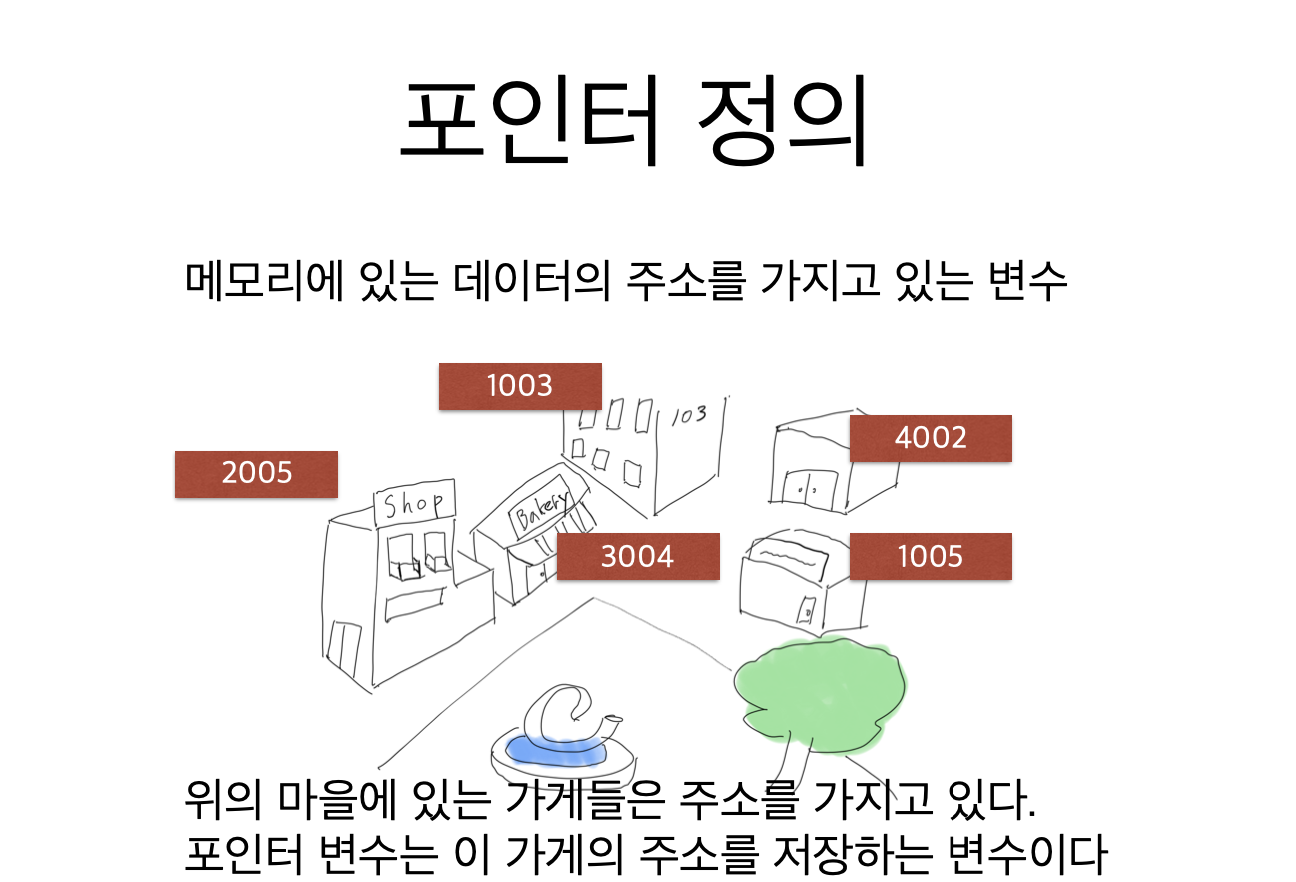 포인터 정의
메모리에 있는 데이터의 주소를 가지고 있는 변수
1003
103
4002
2005
Shop
Bakery
3004
1005
위의 마을에 있는 가게들은 주소를 가지고 있다.
포인터 변수는 이 가게의 주소를 저장하는 변수이다